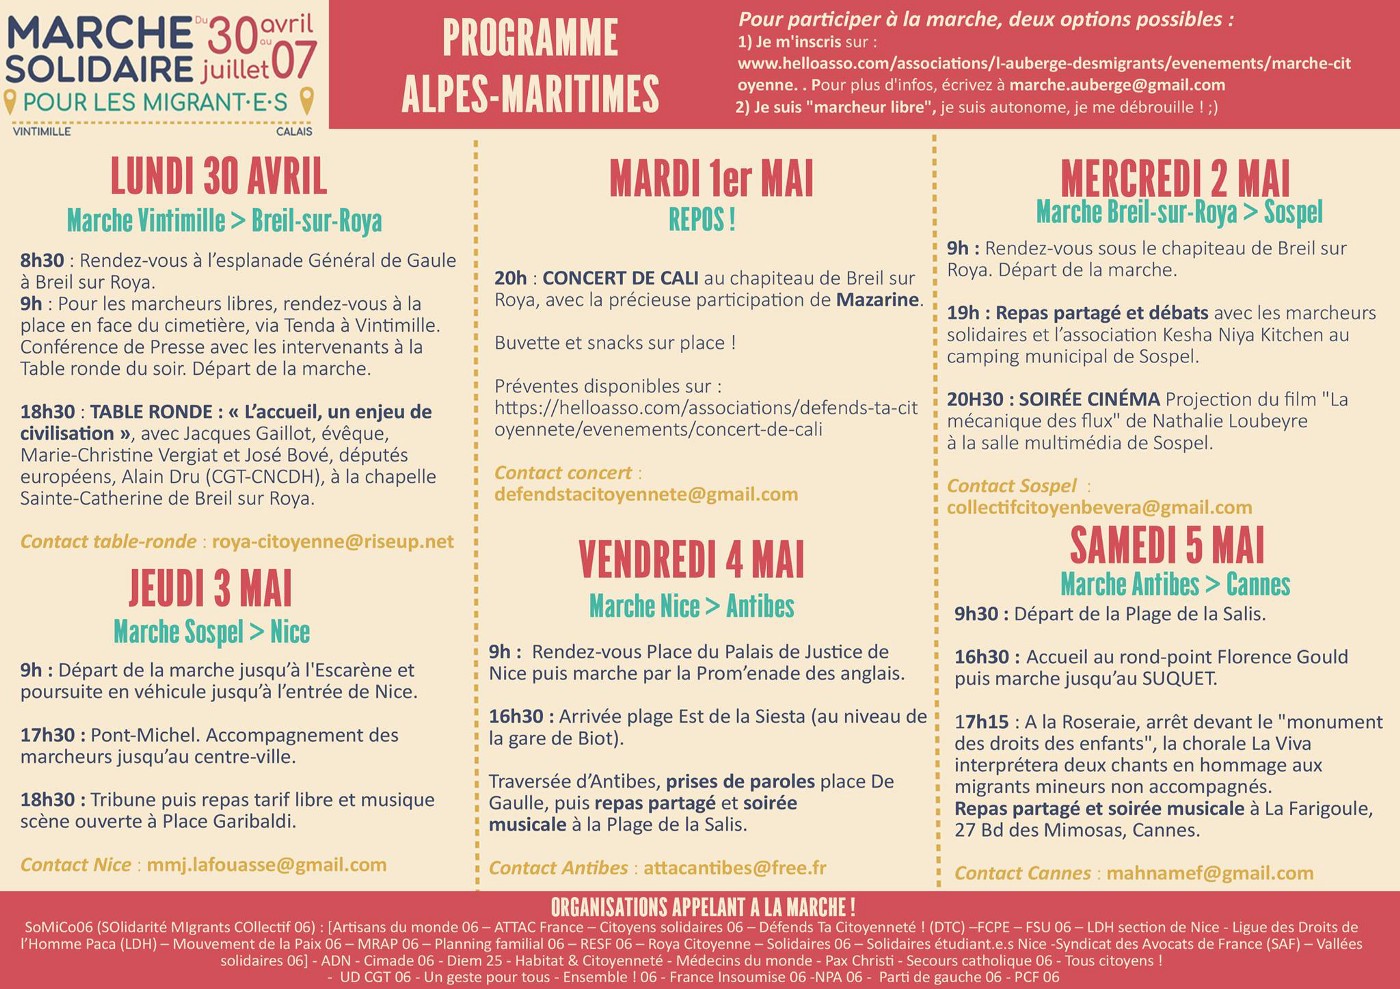 MARCHE
SOLIDAIRE
Du 30 avril
au 07 juillet
POUR LES MIGRANT·E·S
VINTIMILLE
CALAIS
PROGRAMME
ALPES-MARITIMES
Pour participer à la marche, deux options possibles :
1) Je m'inscris sur :
www.helloasso.com/associations/l-auberge-desmigrants/evenements/marche-cit
oyenne. . Pour plus d'infos, écrivez à marche.auberge@gmail.com
2) Je suis "marcheur libre", je suis autonome, je me débrouille ! ;)
LUNDI 30 AVRIL
Marche Vintimille > Breil-sur-Roya
8h30 : Rendez-vous à l’esplanade Général de Gaule
à Breil sur Roya.
9h : Pour les marcheurs libres, rendez-vous à la
place en face du cimetière, via Tenda à Vintimille.
Conférence de Presse avec les intervenants à la
Table ronde du soir. Départ de la marche.
18h30 : TABLE RONDE : « L’accueil, un enjeu de
civilisation », avec Jacques Gaillot, évêque,
Marie-Christine Vergiat et José Bové, députés
européens, Alain Dru (CGT-CNCDH), à la chapelle
Sainte-Catherine de Breil sur Roya.
Contact table-ronde : roya-citoyenne@riseup.net
MARDI 1er MAI
REPOS !
20h : CONCERT DE CALI au chapiteau de Breil sur
Roya, avec la précieuse participation de Mazarine.
Buvette et snacks sur place !
Préventes disponibles sur :
https://helloasso.com/associations/defends-ta-cit
oyennete/evenements/concert-de-cali
Contact concert :
defendstacitoyennete@gmail.com
MERCREDI 2 MAI
Marche Breil-sur-Roya > Sospel
9h : Rendez-vous sous le chapiteau de Breil sur
Roya. Départ de la marche.
19h : Repas partagé et débats avec les marcheurs
solidaires et l’association Kesha Niya Kitchen au
camping municipal de Sospel.
20H30 : SOIRÉE CINÉMA Projection du film "La
mécanique des flux" de Nathalie Loubeyre
à la salle multimédia de Sospel.
Contact Sospel :
collectifcitoyenbevera@gmail.com
JEUDI 3 MAI
Marche Sospel > Nice
9h : Départ de la marche jusqu’à l'Escarène et
poursuite en véhicule jusqu’à l’entrée de Nice.
17h30 : Pont-Michel. Accompagnement des
marcheurs jusqu’au centre-ville.
18h30 : Tribune puis repas tarif libre et musique
scène ouverte à Place Garibaldi.
Contact Nice : mmj.lafouasse@gmail.com
VENDREDI 4 MAI
Marche Nice > Antibes
9h : Rendez-vous Place du Palais de Justice de
Nice puis marche par la Prom’enade des anglais.
16h30 : Arrivée plage Est de la Siesta (au niveau de
la gare de Biot).
Traversée d’Antibes, prises de paroles place De
Gaulle, puis repas partagé et soirée
musicale à la Plage de la Salis.
Contact Antibes : attacantibes@free.fr
SAMEDI 5 MAI
Marche Antibes > Cannes
9h30 : Départ de la Plage de la Salis.
16h30 : Accueil au rond-point Florence Gould
puis marche jusqu’au SUQUET.
17h15 : A la Roseraie, arrêt devant le "monument
des droits des enfants", la chorale La Viva
interprétera deux chants en hommage aux
migrants mineurs non accompagnés.
Repas partagé et soirée musicale à La Farigoule,
27 Bd des Mimosas, Cannes.
Contact Cannes : mahnamef@gmail.com
ORGANISATIONS APPELANT A LA MARCHE !
SoMiCo06 (SOlidarité MIgrants COllectif 06) : [Artisans du monde 06 – ATTAC France – Citoyens solidaires 06 – Défends Ta Citoyenneté ! (DTC) –FCPE – FSU 06 – LDH section de Nice - Ligue des Droits de
l’Homme Paca (LDH) – Mouvement de la Paix 06 – MRAP 06 – Planning familial 06 – RESF 06 – Roya Citoyenne – Solidaires 06 – Solidaires étudiant.e.s Nice -Syndicat des Avocats de France (SAF) – Vallées
solidaires 06] - ADN - Cimade 06 - Diem 25 - Habitat & Citoyenneté - Médecins du monde - Pax Christi - Secours catholique 06 - Tous citoyens !
- UD CGT 06 - Un geste pour tous - Ensemble ! 06 - France Insoumise 06 -NPA 06 - Parti de gauche 06 - PCF 06